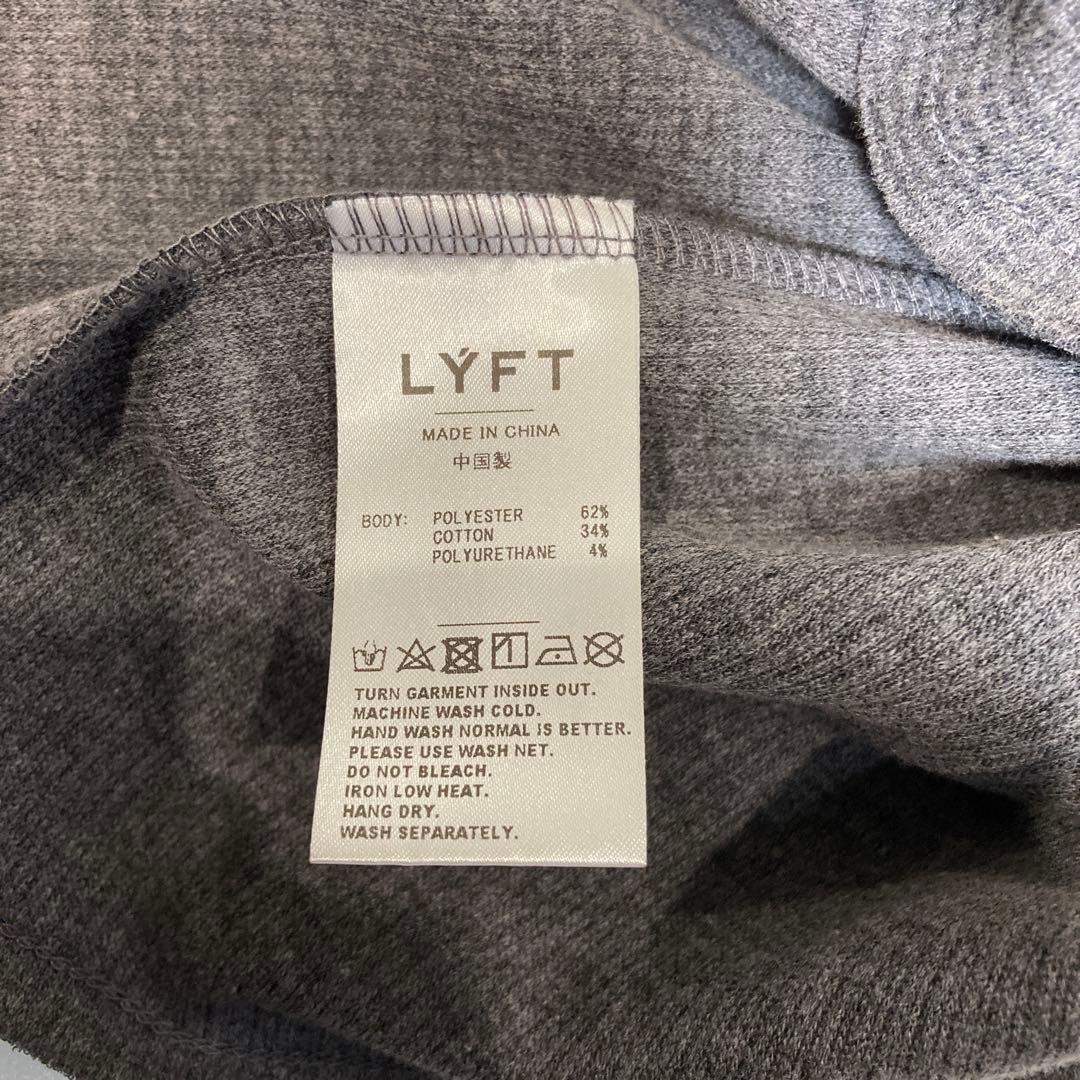 LÝFT
MADE IN CHINA
中国製
BODY: POLYESTER 62%
COTTON 34%
POLYURETHANE 4%
TURN GARMENT INSIDE OUT.
MACHINE WASH COLD.
HAND WASH NORMAL IS BETTER.
PLEASE USE WASH NET.
DO NOT BLEACH.
IRON LOW HEAT.
HANG DRY.
WASH SEPARATELY.